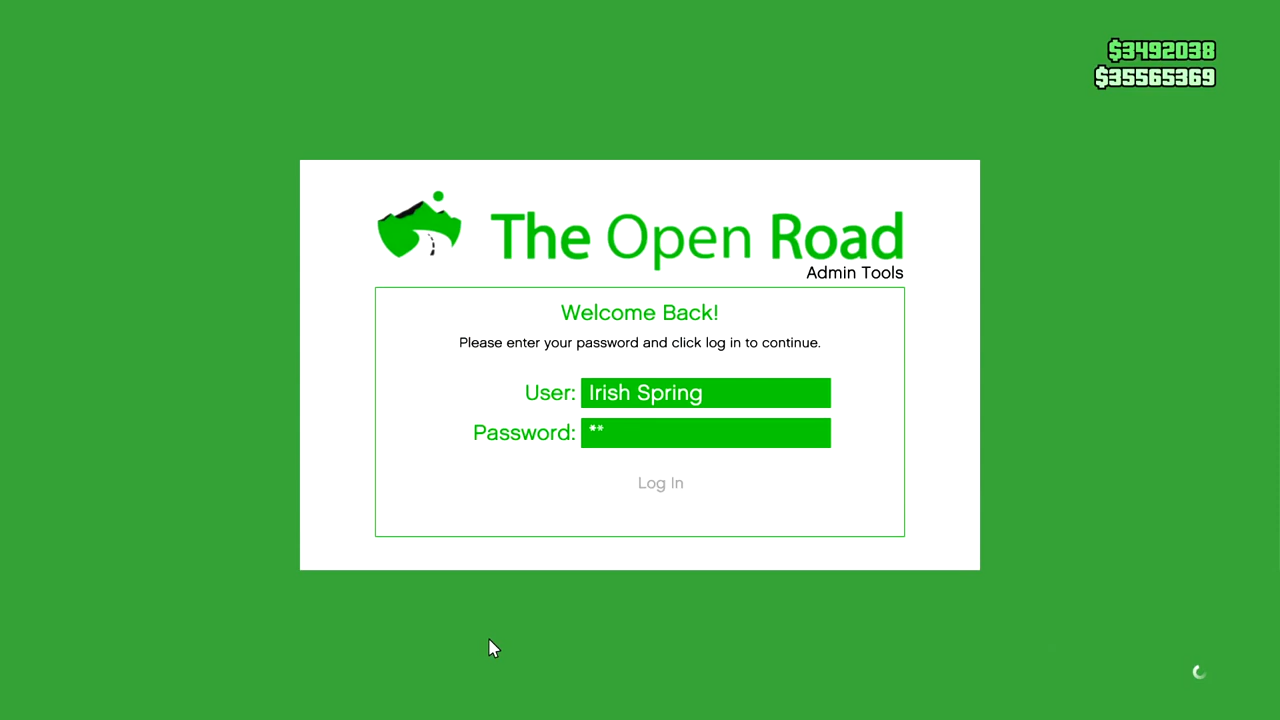 $3492038
$35565369
The Open Road
Admin Tools
Welcome Back!
Please enter your password and click log in to continue.
User: Irish Spring
Password: **
Log In